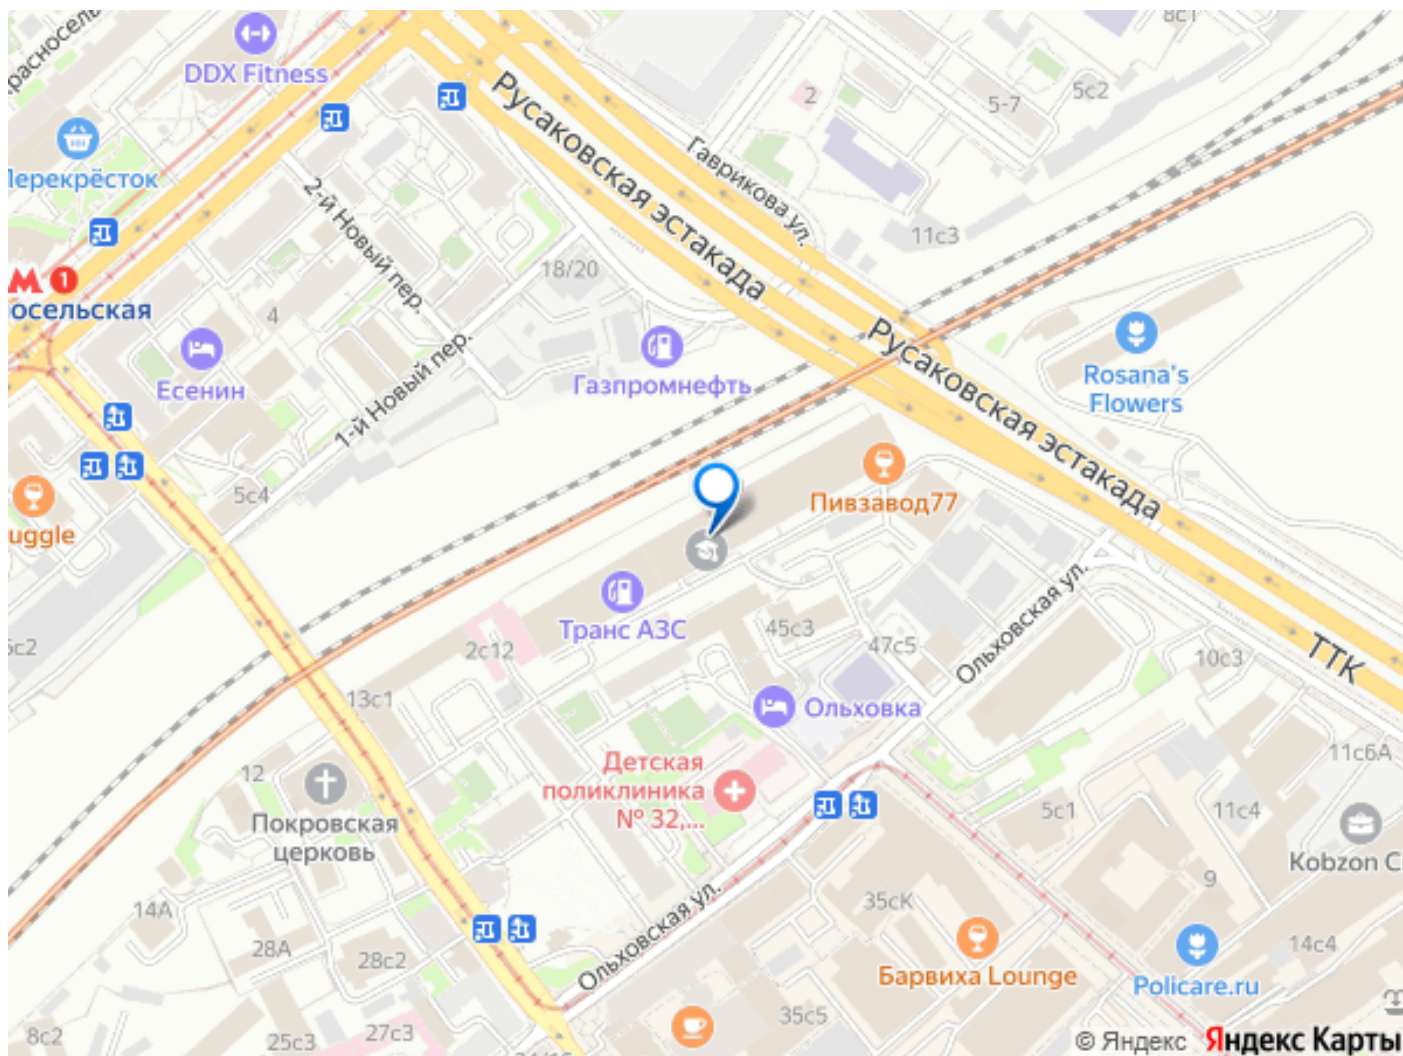 DDX Fitness
Перекрёсток
2-й Новый пер.
1-й Новый пер.
18/20
4
М 1
осельская
Есенин
5с4
uggle
Русаковская эстакада
Гаврикова ул.
2
8с1
5-7
5с2
11с3
Газпромнефть
Русаковская эстакада
ТТК
Rosana's
Flowers
Пивзавод77
Транс АЗС
2с12
13с1
45с3
47с5
Ольховская ул.
10с3
Ольховка
Детская
поликлиника
№ 32,...
12
Покровская
церковь
14А
28А
28с2
8с2
25с3
27с3
Ольховская ул.
35сК
35с5
Барвиха Lounge
5с1
11с4
11с6А
9
Kobzon C
14с4
Policare.ru
© Яндекс Яндекс Карты